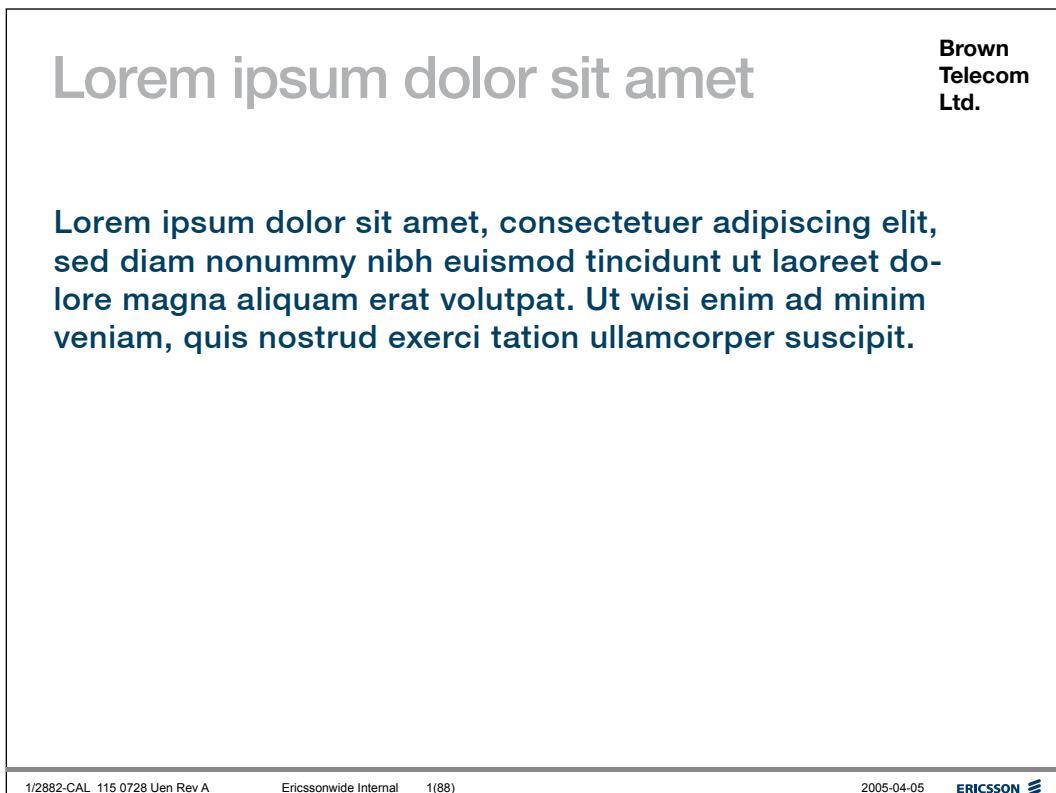 Lorem ipsum dolor sit amet
Brown
Telecom
Ltd.
Lorem ipsum dolor sit amet, consectetuer adipiscing elit,
sed diam nonummy nibh euismod tincidunt ut laoreet do-
lore magna aliquam erat volutpat. Ut wisi enim ad minim
veniam, quis nostrud exerci tation ullamcorper suscipit.
1/2882-CAL 115 0728 Uen Rev A Ericssonwide Internal 1(88) 2005-04-05 ERICSSON